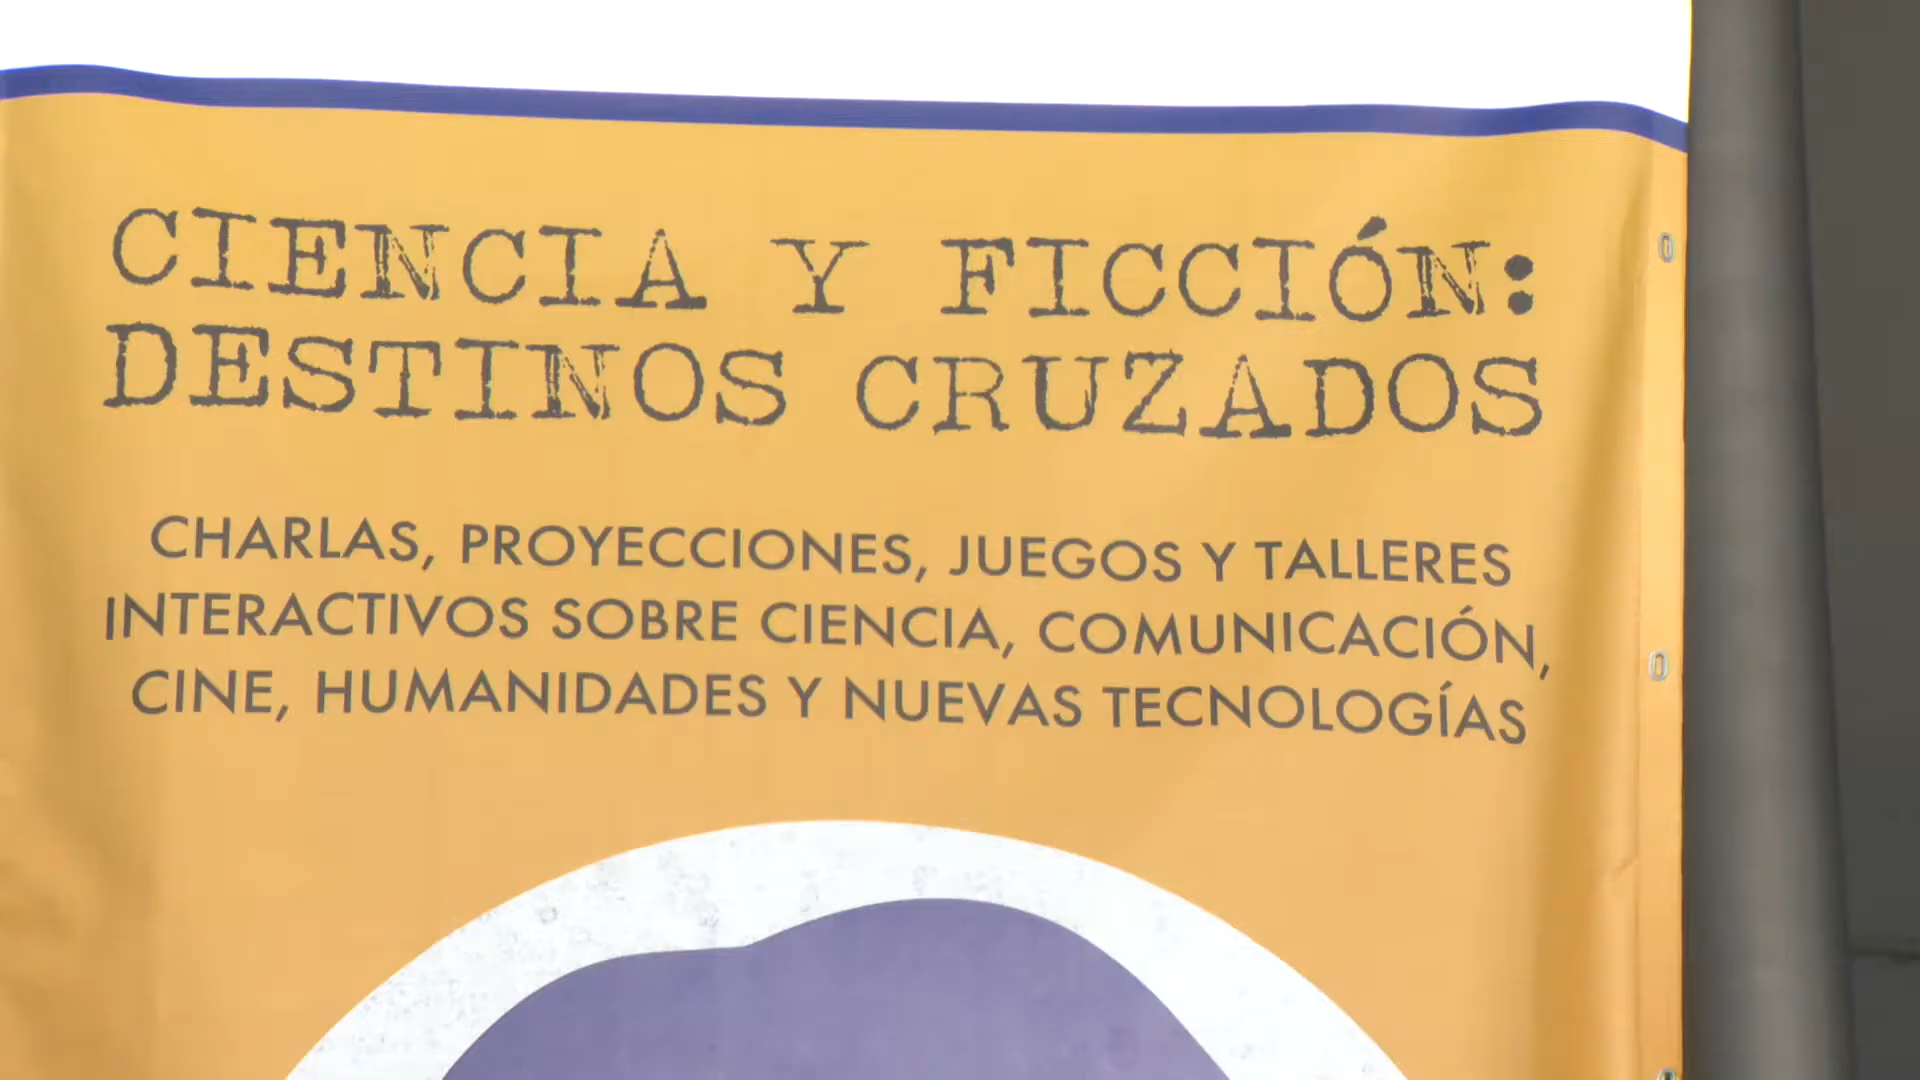 CIENCIA Y FICCIÓN:
DESTINOS CRUZADOS
CHARLAS, PROYECCIONES, JUEGOS Y TALLERES
INTERACTIVOS SOBRE CIENCIA, COMUNICACIÓN,
CINE, HUMANIDADES Y NUEVAS TECNOLOGÍAS